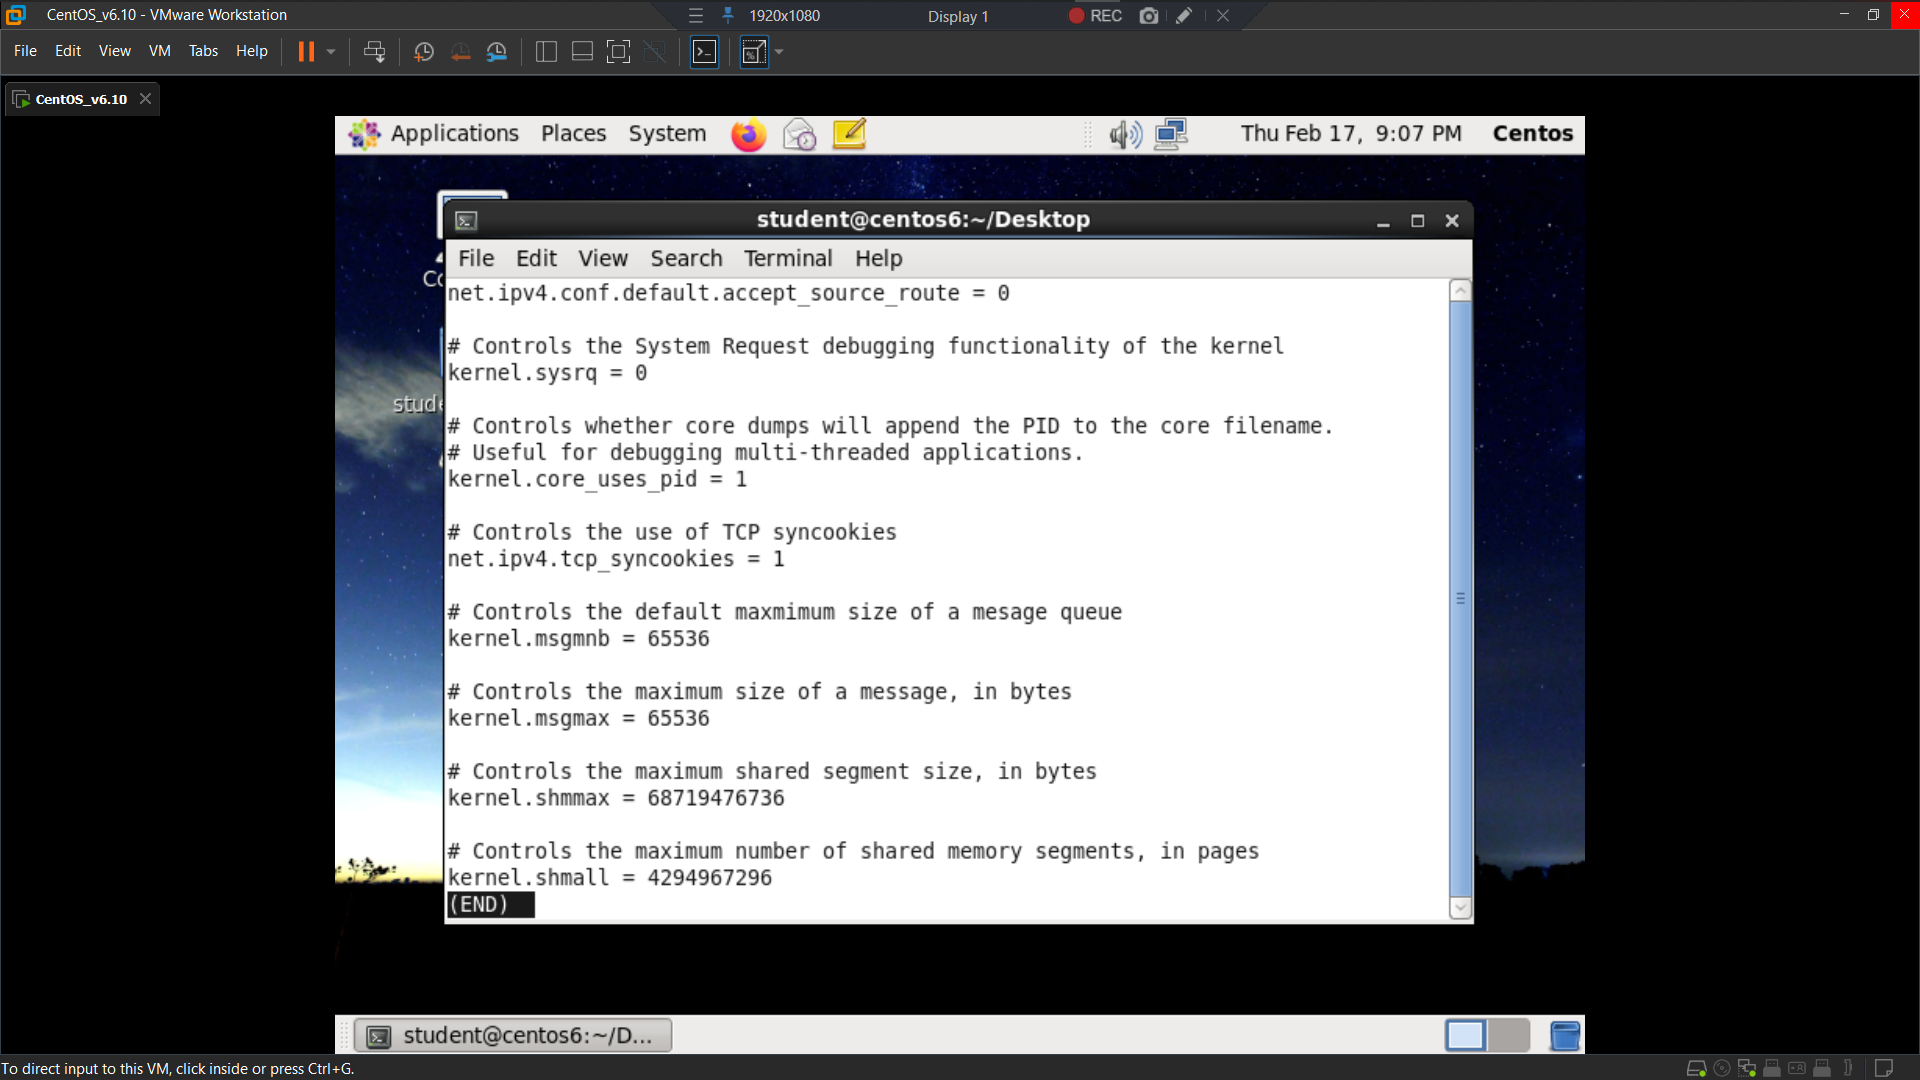 CentOS_v6.10 - VMware Workstation
1920x1080
Display 1
REC
File Edit View VM Tabs Help
CentOS_v6.10
Applications Places System
Thu Feb 17, 9:07 PM Centos
student@centos6:~/Desktop
File Edit View Search Terminal Help
net.ipv4.conf.default.accept_source_route = 0
# Controls the System Request debugging functionality of the kernel
kernel.sysrq = 0
# Controls whether core dumps will append the PID to the core filename.
# Useful for debugging multi-threaded applications.
kernel.core_uses_pid = 1
# Controls the use of TCP syncookies
net.ipv4.tcp_syncookies = 1
# Controls the default maxmimum size of a mesage queue
kernel.msgmnb = 65536
# Controls the maximum size of a message, in bytes
kernel.msgmax = 65536
# Controls the maximum shared segment size, in bytes
kernel.shmmax = 68719476736
# Controls the maximum number of shared memory segments, in pages
kernel.shmall = 4294967296
(END)
student@centos6:~/D...
To direct input to this VM, click inside or press Ctrl+G.